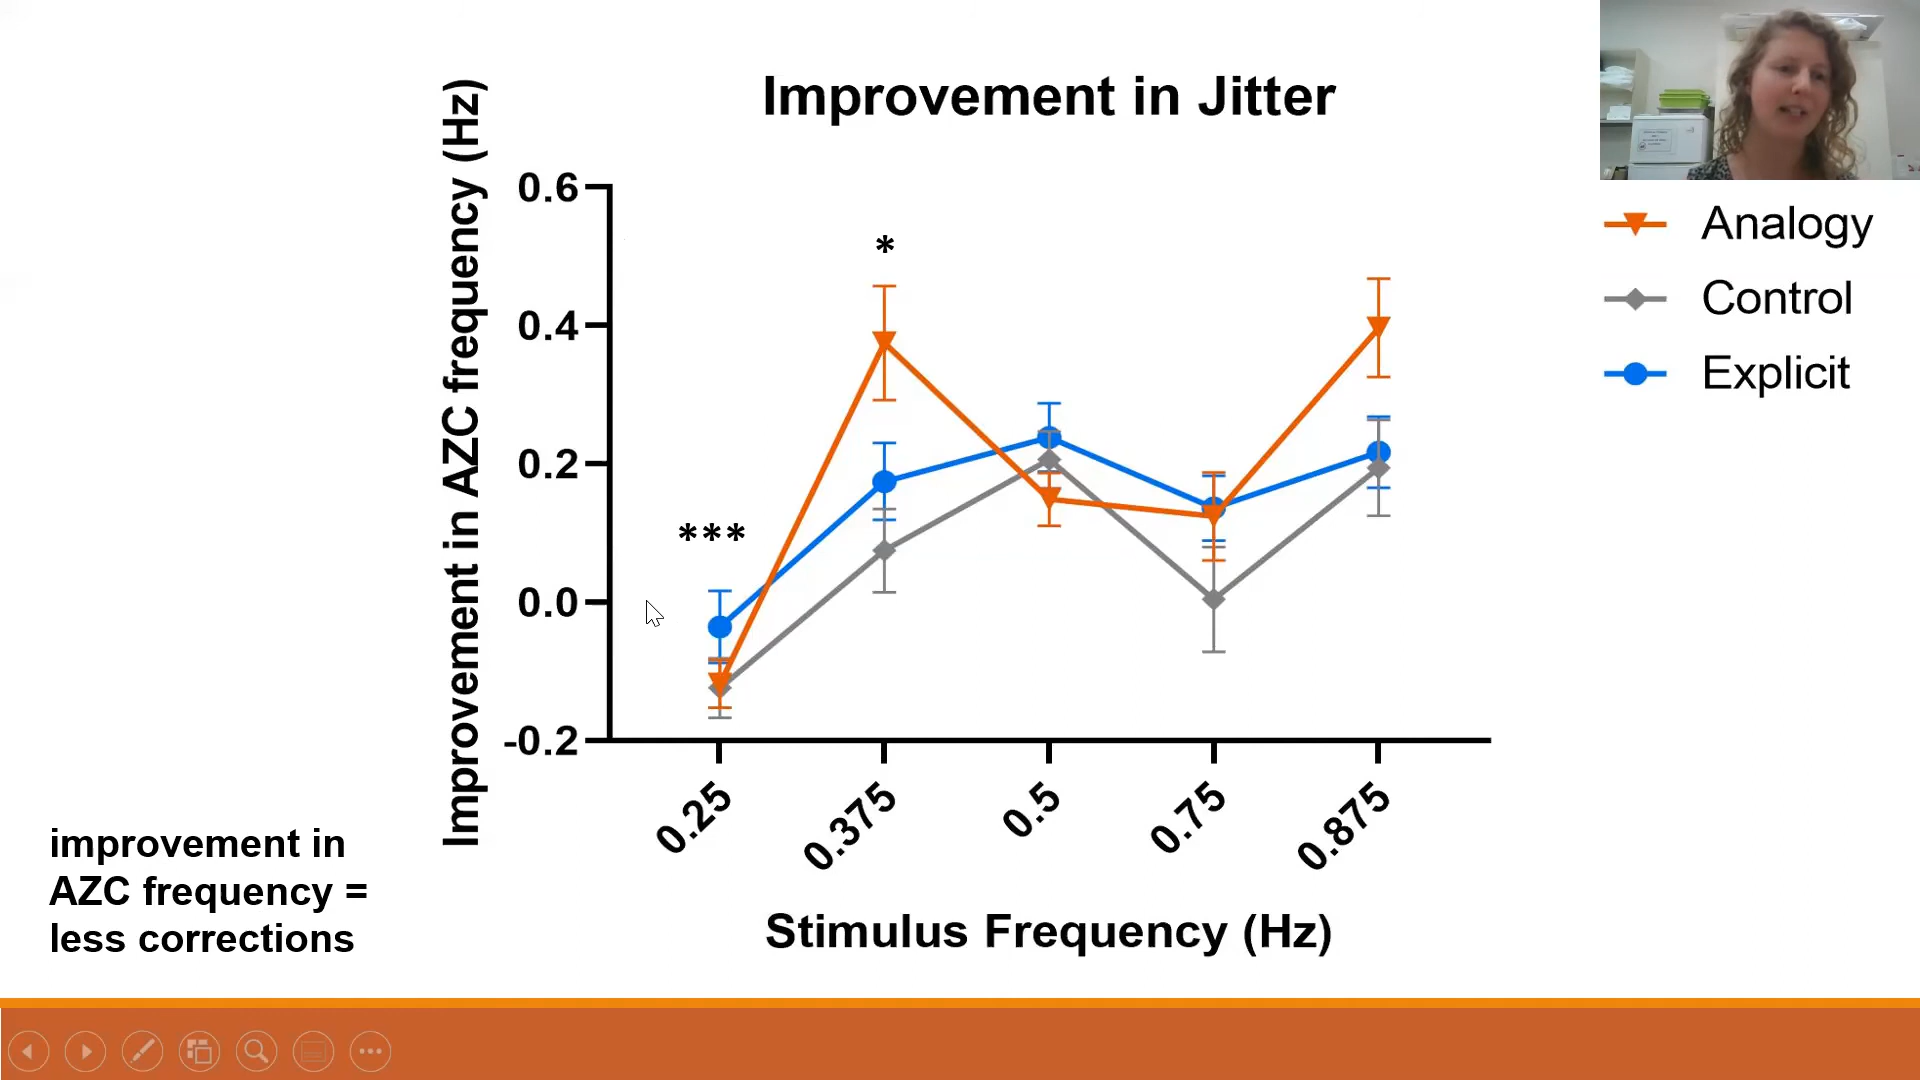 Improvement in Jitter
Improvement in AZC frequency (Hz)
0.6
0.4
0.2
0.0
-0.2
*
***
0.25
0.375
0.5
0.75
0.875
Stimulus Frequency (Hz)
Analogy
Control
Explicit
improvement in
AZC frequency =
less corrections